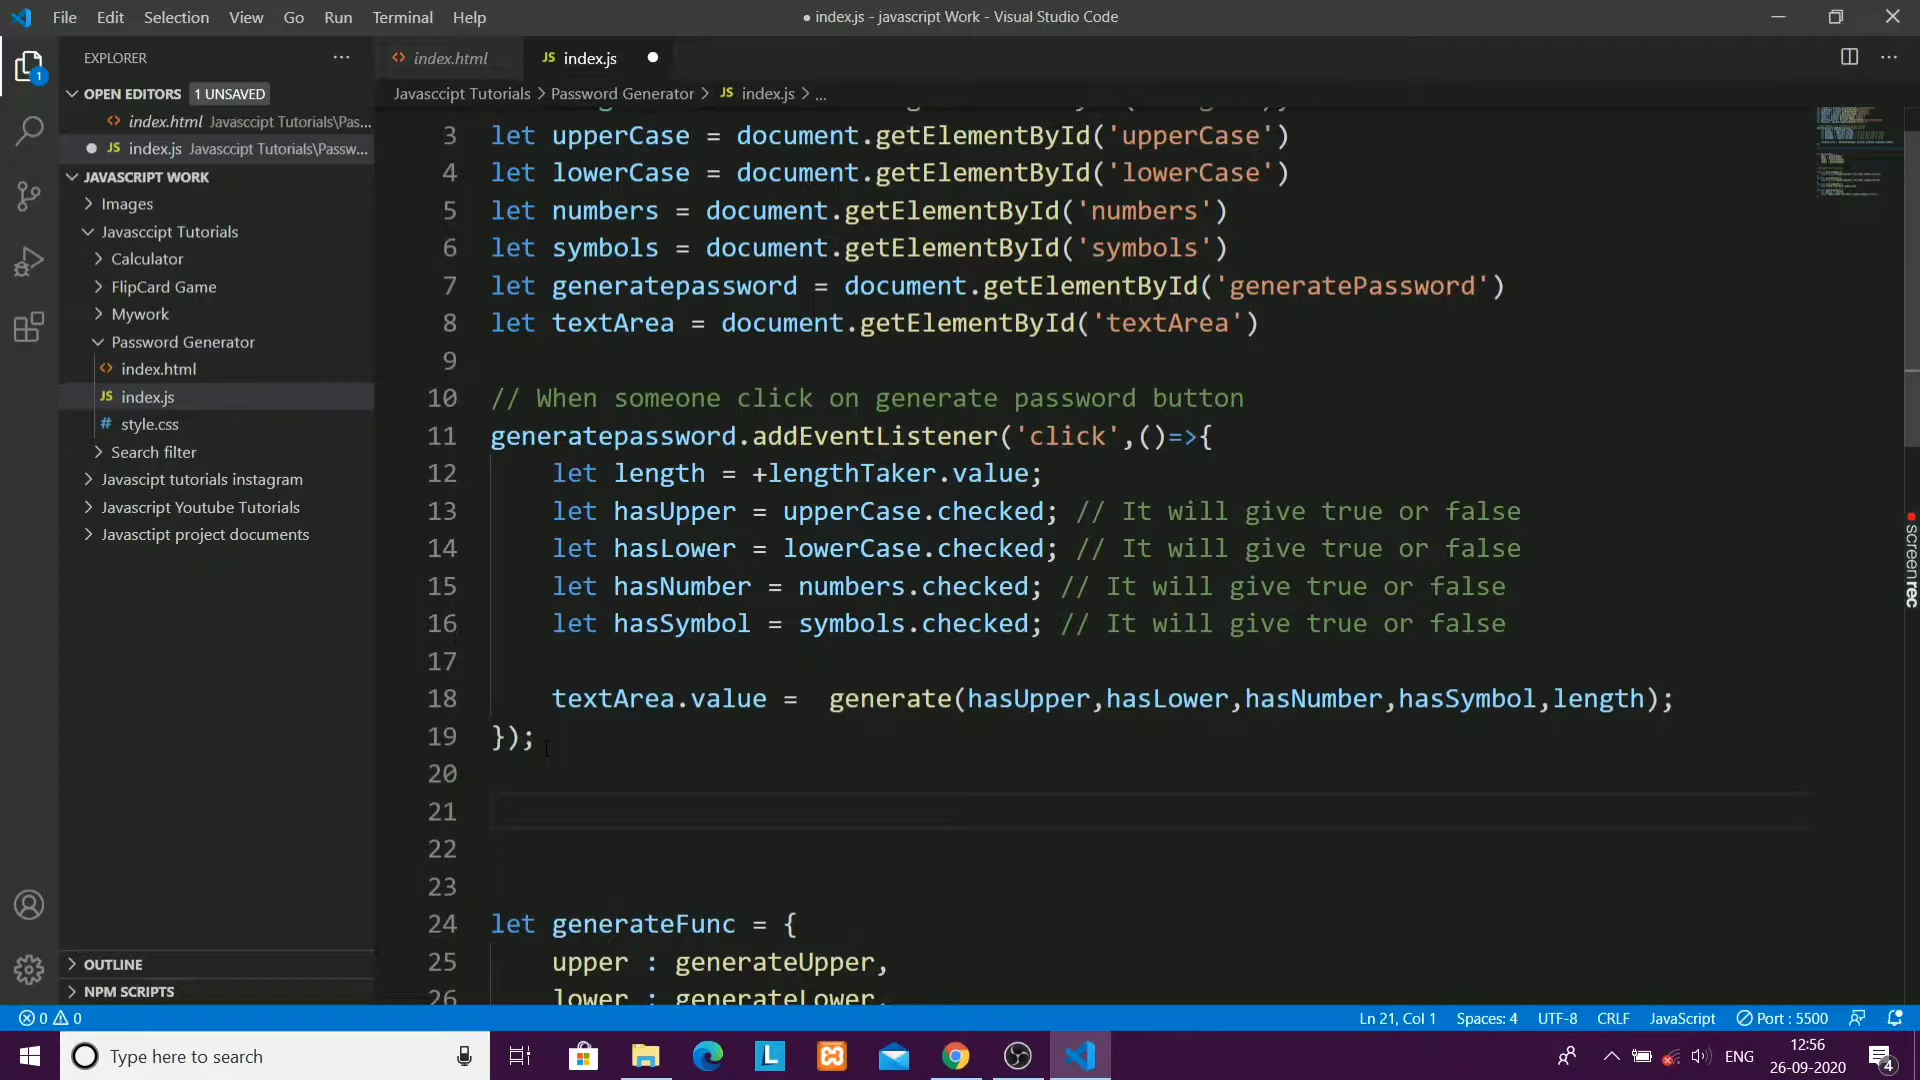 File Edit Selection View Go Run Terminal Help
● index.js - javascript Work - Visual Studio Code
EXPLORER
index.html
JS index.js
OPEN EDITORS 1 UNSAVED
index.html Javasccipt Tutorials\Pas...
JS index.js Javasccipt Tutorials\Passw...
JAVASCRIPT WORK
Images
Javasccipt Tutorials
Calculator
FlipCard Game
Mywork
Password Generator
index.html
JS index.js
# style.css
Search filter
Javascipt tutorials instagram
Javascript Youtube Tutorials
Javasctipt project documents
OUTLINE
NPM SCRIPTS
Javasccipt Tutorials > Password Generator > JS index.js > ...
3 let upperCase = document.getElementById('upperCase')
4 let lowerCase = document.getElementById('lowerCase')
5 let numbers = document.getElementById('numbers')
6 let symbols = document.getElementById('symbols')
7 let generatepassword = document.getElementById('generatePassword')
8 let textArea = document.getElementById('textArea')
9
10 // When someone click on generate password button
11 generatepassword.addEventListener('click',()=>{
12 let length = +lengthTaker.value;
13 let hasUpper = upperCase.checked; // It will give true or false
14 let hasLower = lowerCase.checked; // It will give true or false
15 let hasNumber = numbers.checked; // It will give true or false
16 let hasSymbol = symbols.checked; // It will give true or false
17
18 textArea.value =  generate(hasUpper,hasLower,hasNumber,hasSymbol,length);
19 });
20
21
22
23
24 let generateFunc = {
25 upper : generateUpper,
26 lower : generateLower,
screenrec
1
0 0
Ln 21, Col 1 Spaces: 4 UTF-8 CRLF JavaScript Port : 5500
Type here to search
L
ENG
12:56
26-09-2020
4